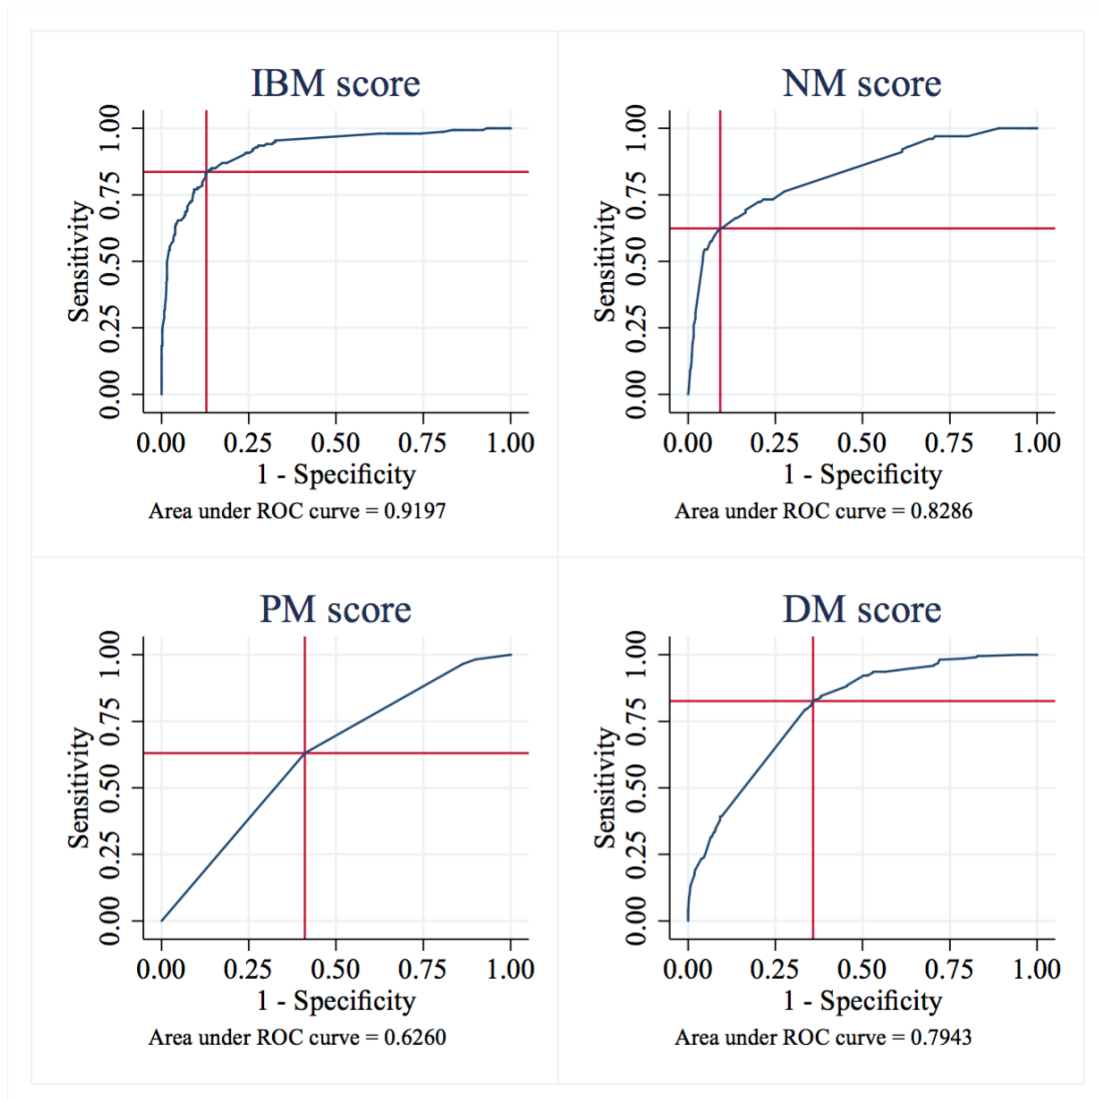 IBM score
Sensitivity
0.00 0.25 0.50 0.75 1.00
0.00 0.25 0.50 0.75 1.00
1 - Specificity
Area under ROC curve = 0.9197
NM score
Sensitivity
0.00 0.25 0.50 0.75 1.00
0.00 0.25 0.50 0.75 1.00
1 - Specificity
Area under ROC curve = 0.8286
PM score
Sensitivity
0.00 0.25 0.50 0.75 1.00
0.00 0.25 0.50 0.75 1.00
1 - Specificity
Area under ROC curve = 0.6260
DM score
Sensitivity
0.00 0.25 0.50 0.75 1.00
0.00 0.25 0.50 0.75 1.00
1 - Specificity
Area under ROC curve = 0.7943